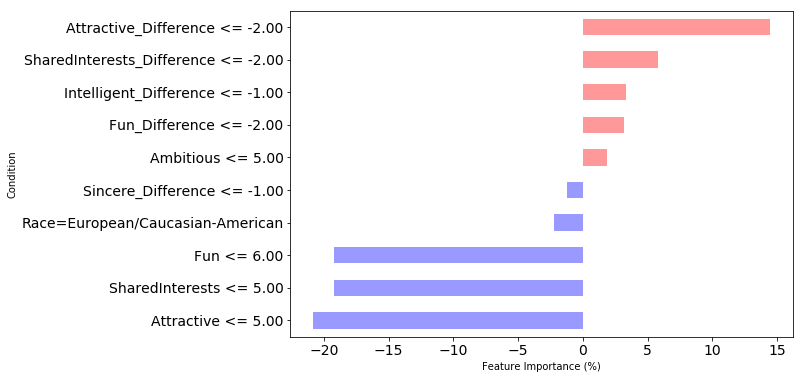 Attractive_Difference <= -2.00
SharedInterests_Difference <= -2.00
Intelligent_Difference <= -1.00
Fun_Difference <= -2.00
Ambitious <= 5.00
Sincere_Difference <= -1.00
Race=European/Caucasian-American
Fun <= 6.00
SharedInterests <= 5.00
Attractive <= 5.00
Condition
−20 −15 −10 −5 0 5 10 15
Feature Importance (%)